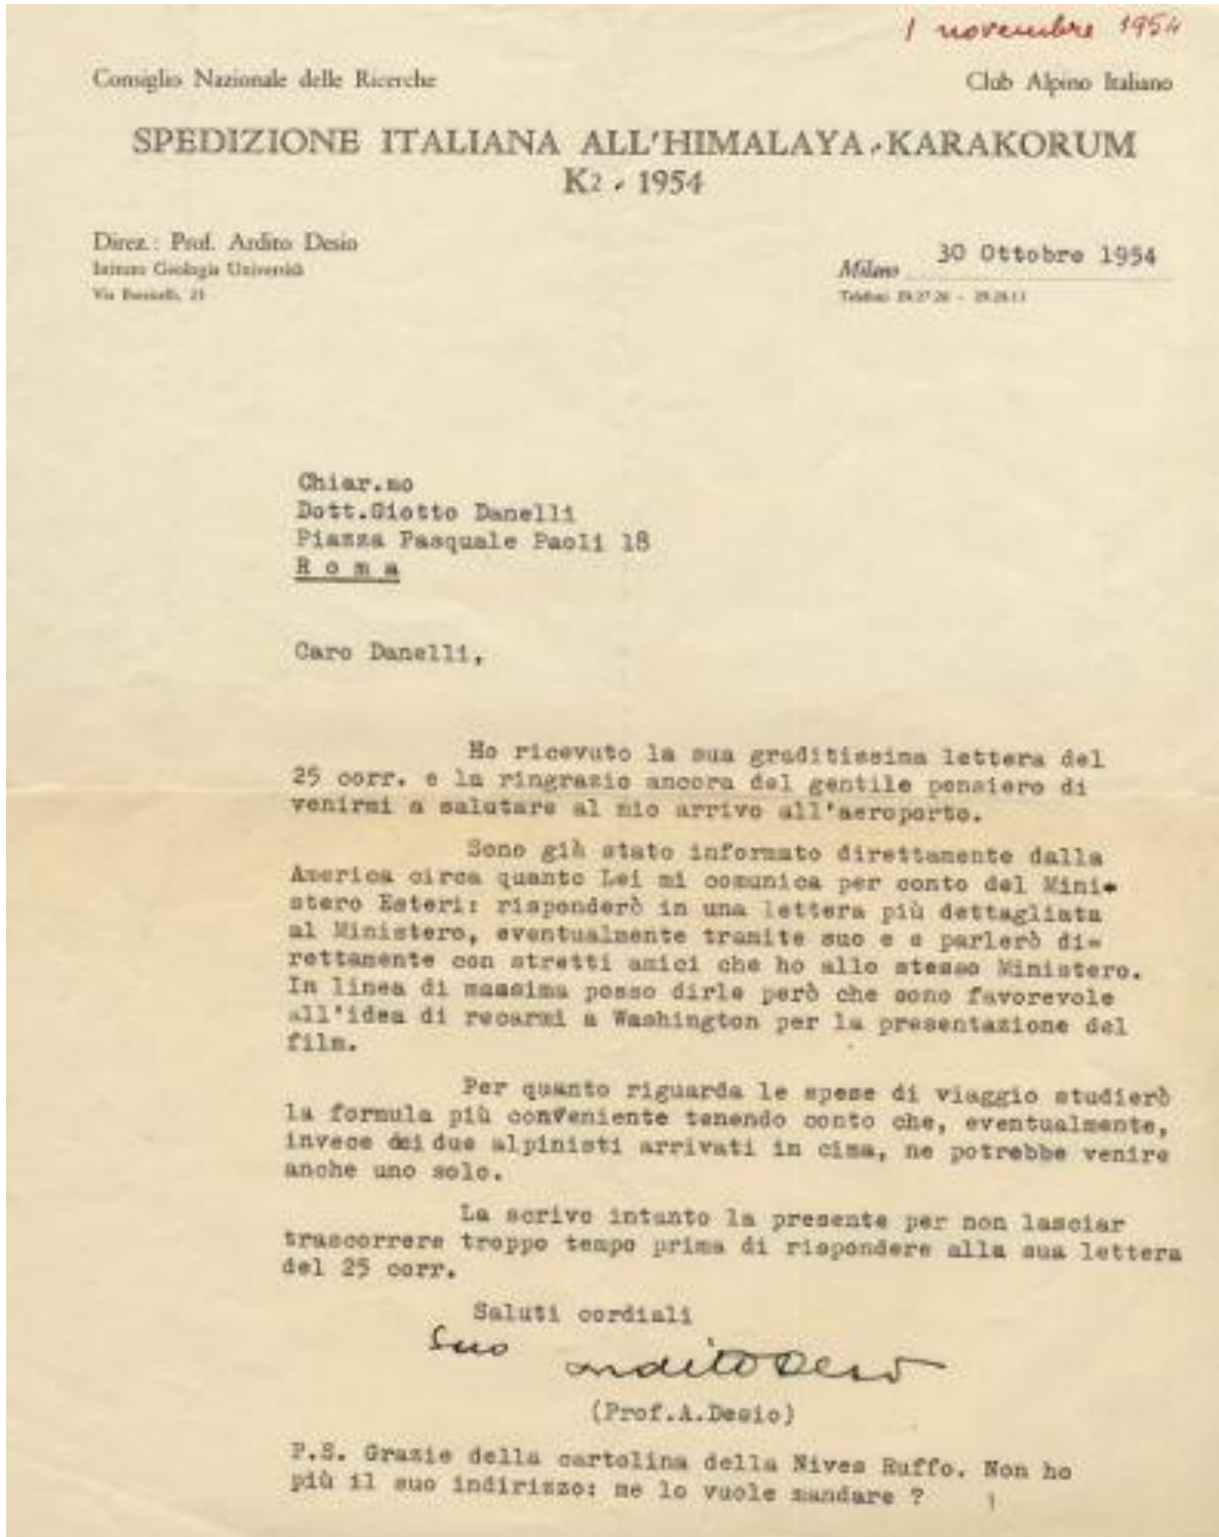 1 novembre 1954
Consiglio Nazionale delle Ricerche
Club Alpino Italiano
SPEDIZIONE ITALIANA ALL'HIMALAYA-KARAKORUM
K2 - 1954
Direz.: Prof. Ardito Desio
Istituto Geologia Università
Via 21
Milano 30 Ottobre 1954
Telefoni
Chiar.mo
Dott.Giotto Danelli
Piazza Pasquale Paoli 18
Roma
Caro Danelli,
Ho ricevuto la sua graditissima lettera del
25 corr. e la ringrazio ancora del gentile pensiero di
venirmi a salutare al mio arrivo all'aeroporto.
Sono già stato informato direttamente dalla
America circa quanto Lei mi comunica per conto del Mini=
stero Esteri: risponderò in una lettera più dettagliata
al Ministero, eventualmente tramite suo e e parlerò di=
rettamente con stretti amici che ho allo stesso Ministero.
In linea di massima posso dirle però che sono favorevole
all'idea di recarmi a Washington per la presentazione del
film.
Per quanto riguarda le spese di viaggio studierò
la formula più conveniente tenendo conto che, eventualmente,
invece dei due alpinisti arrivati in cima, ne potrebbe venire
anche uno solo.
La scrivo intanto la presente per non lasciar
trascorrere troppo tempo prima di rispondere alla sua lettera
del 25 corr.
Saluti cordiali
Suo
Ardito Desio
(Prof.A.Desio)
P.S. Grazie della cartolina della Nives Ruffo. Non ho
più il suo indirizzo: me lo vuole mandare ?